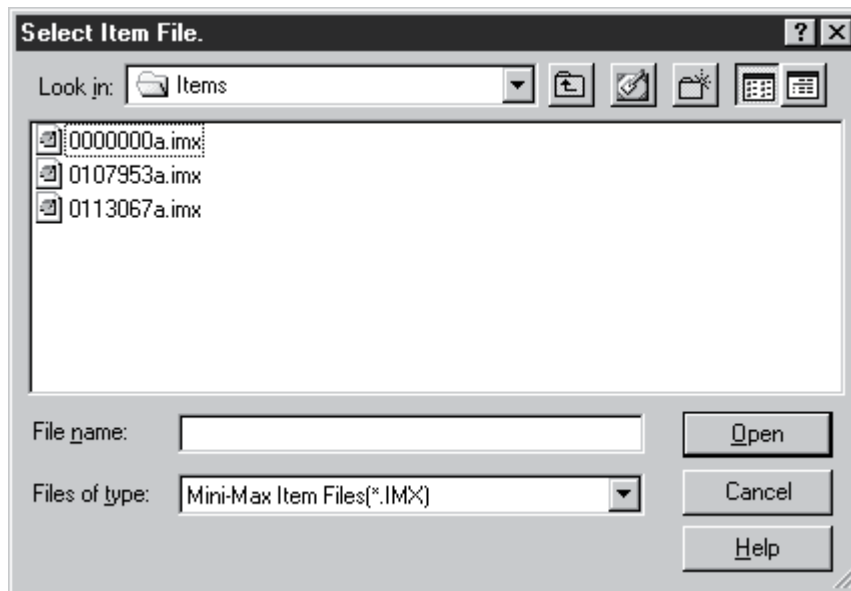 Select Item File.
Look in: Items
0000000a.imx
0107953a.imx
0113067a.imx
File name: Open
Files of type: Mini-Max Item Files(*.IMX) Cancel
Help